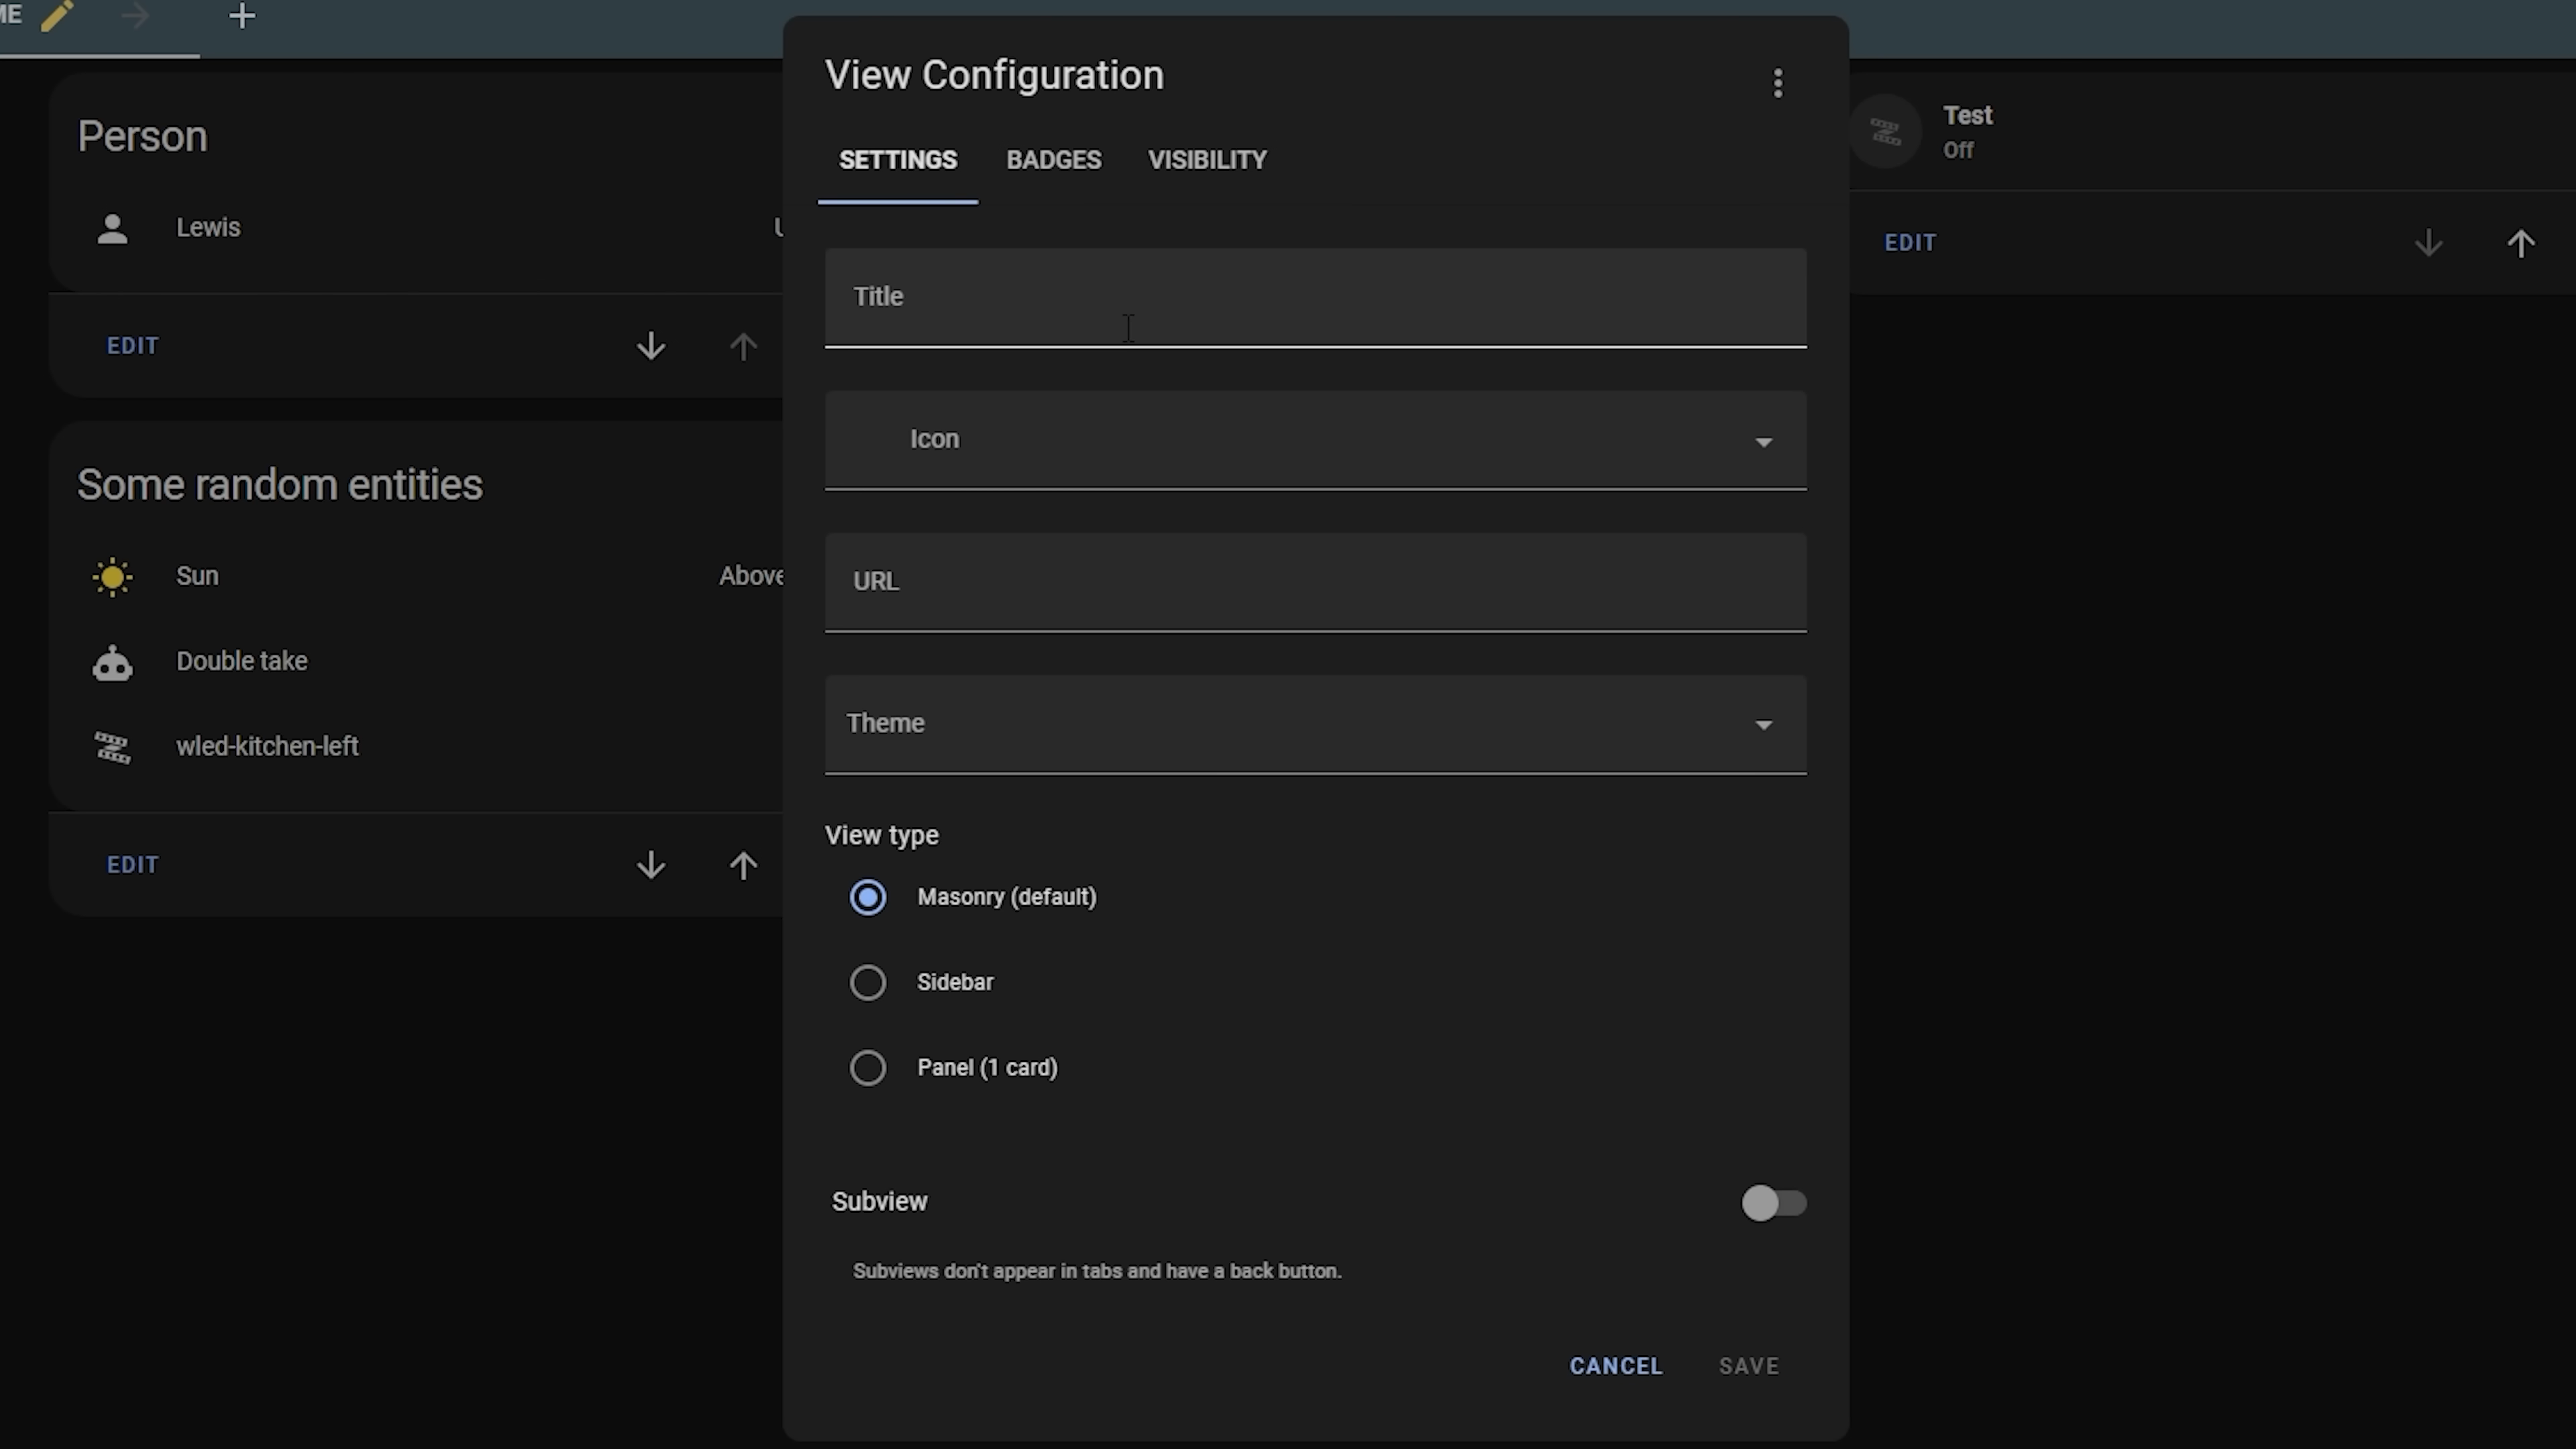 ME
View Configuration
SETTINGS BADGES VISIBILITY
Person
Lewis
EDIT
Some random entities
Sun Above
Double take
wled-kitchen-left
EDIT
Title
Icon
URL
Theme
View type
Masonry (default)
Sidebar
Panel (1 card)
Subview
Subviews don't appear in tabs and have a back button.
CANCEL SAVE
Test
Off
EDIT